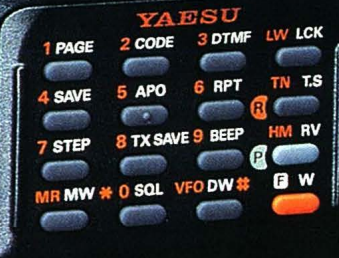 YAESU
1 PAGE 2 CODE 3 DTMF LW LCK
4 SAVE 5 APO 6 RPT R TN T.S
7 STEP 8 TX SAVE 9 BEEP P HM RV
MR MW * 0 SQL VFO DW # F W